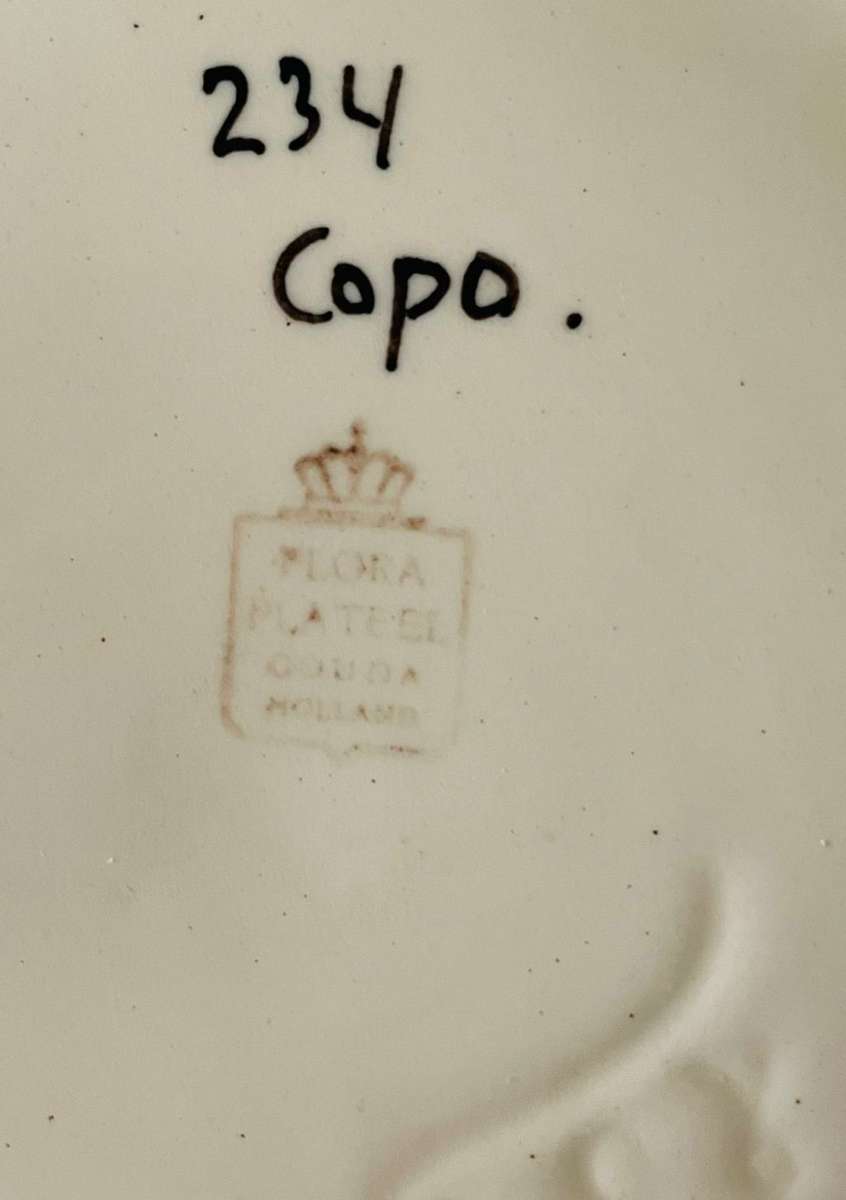 234
Copa.
FLORA
PLATEEL
GOUDA
HOLLAND